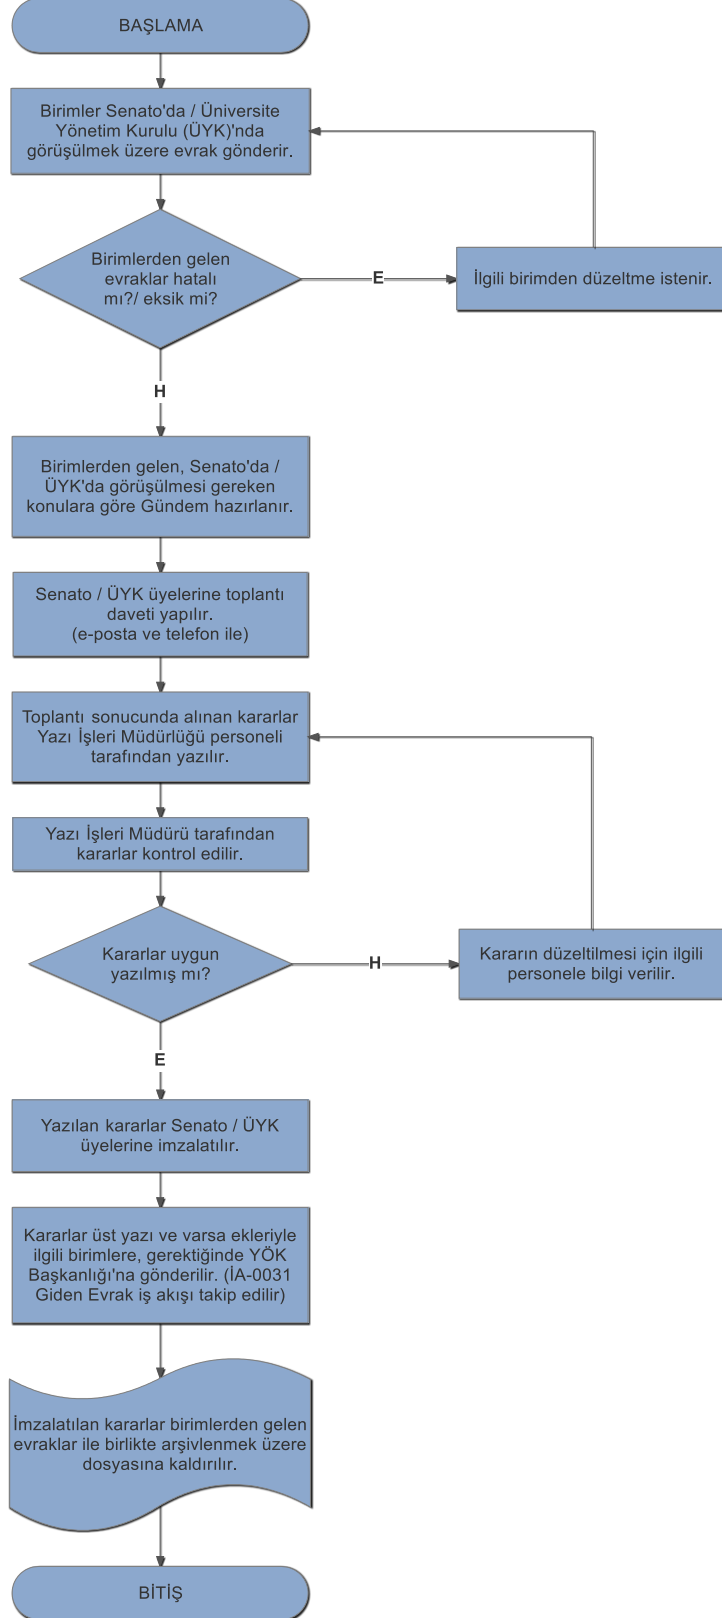 BAŞLAMA
Birimler Senato'da / Üniversite
Yönetim Kurulu (ÜYK)'nda
görüşülmek üzere evrak gönderir.
Birimlerden gelen
evraklar hatalı
mı?/ eksik mi?
E
İlgili birimden düzeltme istenir.
H
Birimlerden gelen, Senato'da /
ÜYK'da görüşülmesi gereken
konulara göre Gündem hazırlanır.
Senato / ÜYK üyelerine toplantı
daveti yapılır.
(e-posta ve telefon ile)
Toplantı sonucunda alınan kararlar
Yazı İşleri Müdürlüğü personeli
tarafından yazılır.
Yazı İşleri Müdürü tarafından
kararlar kontrol edilir.
Kararlar uygun
yazılmış mı?
H
Kararın düzeltilmesi için ilgili
personele bilgi verilir.
E
Yazılan kararlar Senato / ÜYK
üyelerine imzalatılır.
Kararlar üst yazı ve varsa ekleriyle
ilgili birimlere, gerektiğinde YÖK
Başkanlığı'na gönderilir. (İA-0031
Giden Evrak iş akışı takip edilir)
İmzalatılan kararlar birimlerden gelen
evraklar ile birlikte arşivlenmek üzere
dosyasına kaldırılır.
BİTİŞ